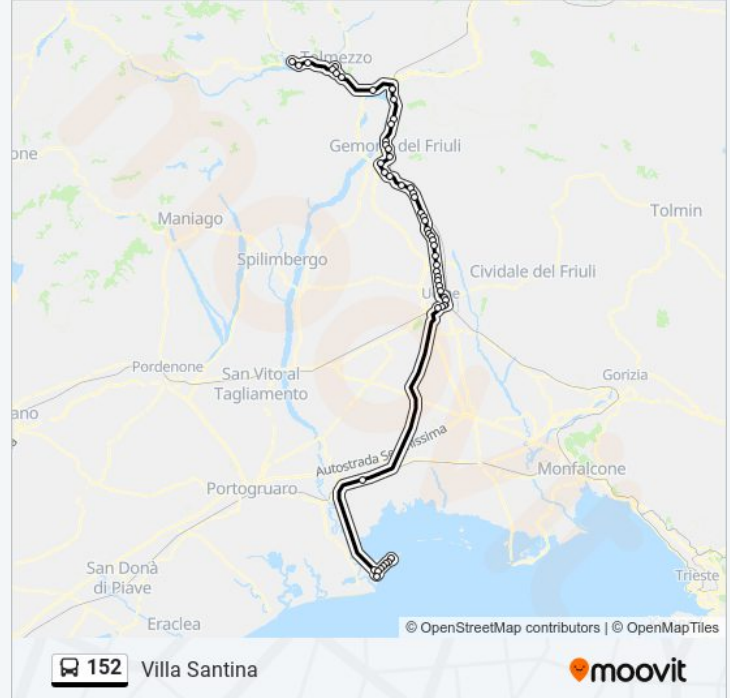 Tolmezzo
Gemona del Friuli
one
Maniago
Tolmin
Spilimbergo
Cividale del Friuli
Udine
Pordenone
San Vito al
Tagliamento
Gorizia
ano
Autostrada Serenissima
Monfalcone
Portogruaro
San Donà
di Piave
Trieste
Eraclea
© OpenStreetMap contributors | © OpenMapTiles
152 Villa Santina
moovit